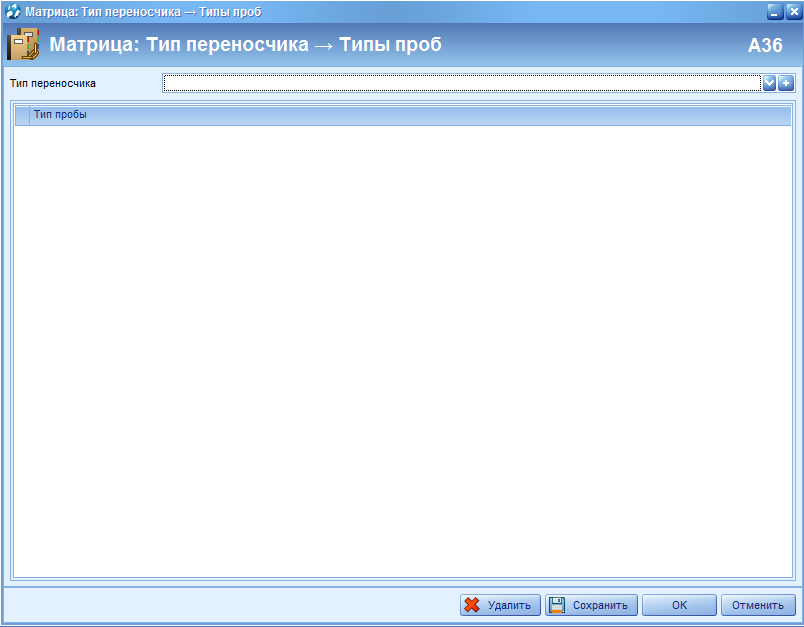 Матрица: Тип переносчика → Типы проб
Матрица: Тип переносчика → Типы проб
A36
Тип переносчика
Тип пробы
Удалить
Сохранить
OK
Отменить